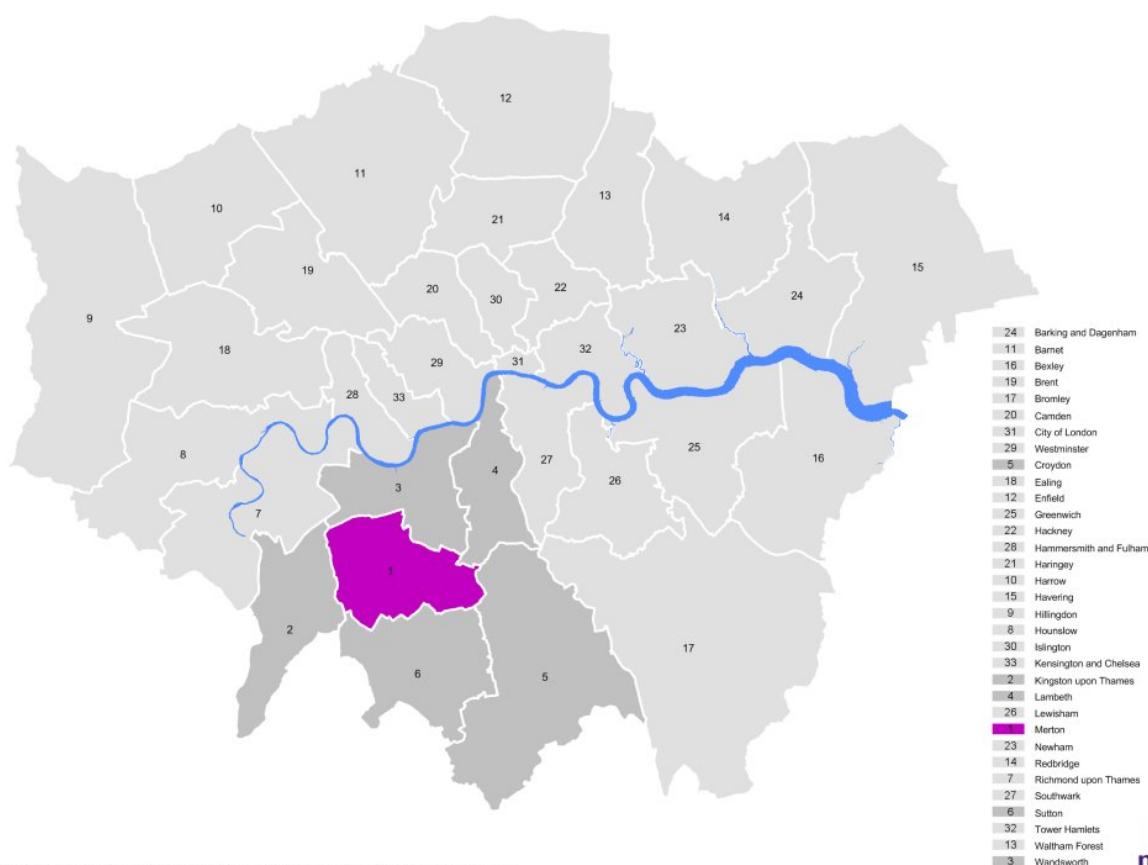 12
11
13
10
14
21
15
19
20
22
24
30
9
23
18
32
29
31
28
33
8
4
27
25
16
3
26
7
1
2
17
6
5
24 Barking and Dagenham
11 Barnet
16 Bexley
19 Brent
17 Bromley
20 Camden
31 City of London
29 Westminster
5 Croydon
18 Ealing
12 Enfield
25 Greenwich
22 Hackney
28 Hammersmith and Fulham
21 Haringey
10 Harrow
15 Havering
9 Hillingdon
8 Hounslow
30 Islington
33 Kensington and Chelsea
2 Kingston upon Thames
4 Lambeth
26 Lewisham
1 Merton
23 Newham
14 Redbridge
7 Richmond upon Thames
27 Southwark
6 Sutton
32 Tower Hamlets
13 Waltham Forest
3 Wandsworth